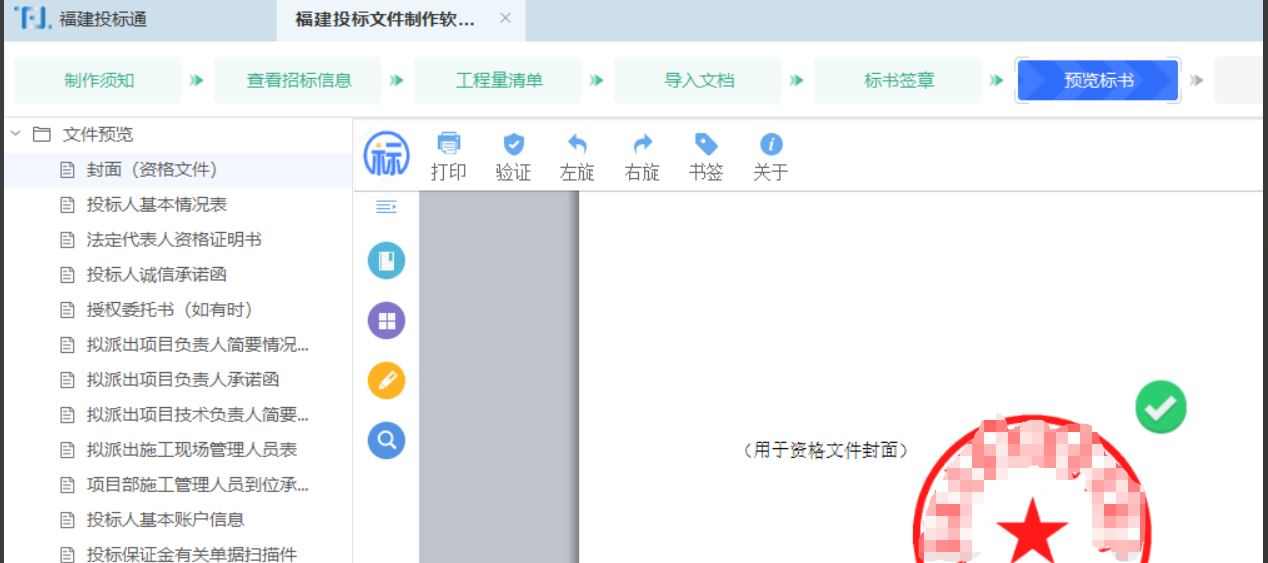 福建投标通
福建投标文件制作软...
制作须知
查看招标信息
工程量清单
导入文档
标书签章
预览标书
文件预览
封面（资格文件）
投标人基本情况表
法定代表人资格证明书
投标人诚信承诺函
授权委托书（如有时）
拟派出项目负责人简要情况...
拟派出项目负责人承诺函
拟派出项目技术负责人简要...
拟派出施工现场管理人员表
项目部施工管理人员到位承...
投标人基本账户信息
投标保证金有关单据扫描件
标
打印
验证
左旋
右旋
书签
关于
（用于资格文件封面）